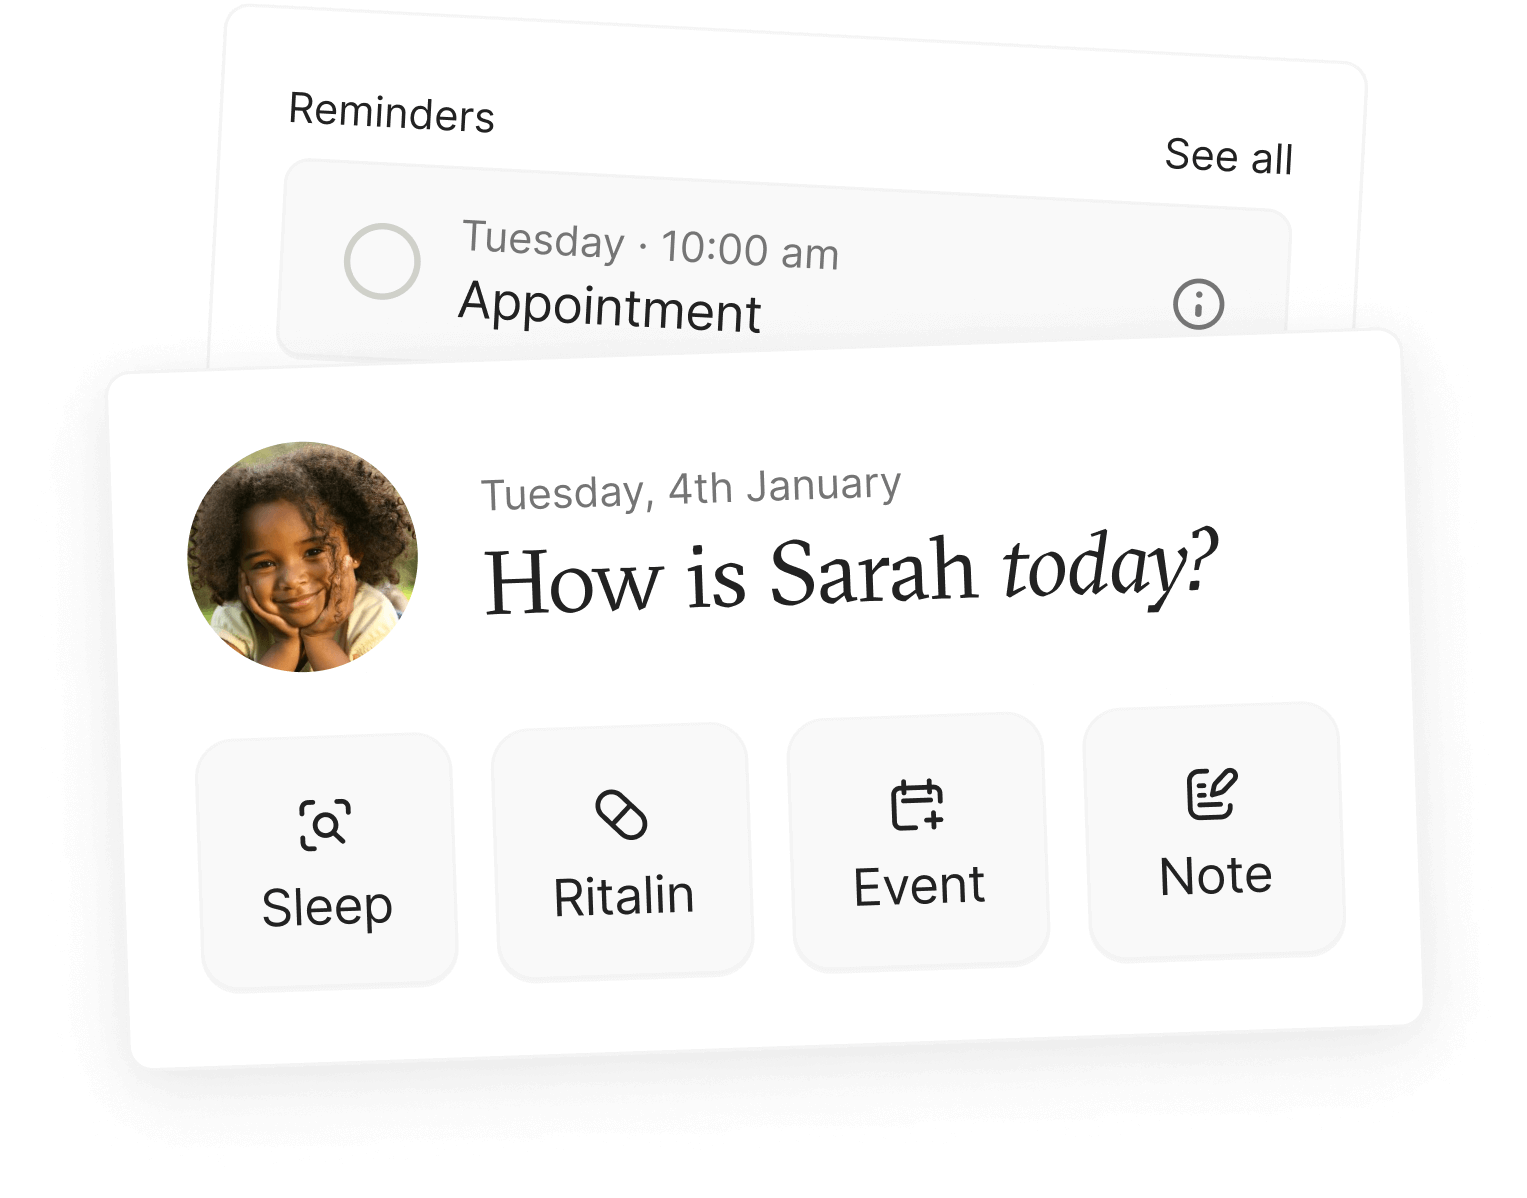 Reminders
See all
Tuesday · 10:00 am
Appointment
Tuesday, 4th January
How is Sarah today?
Sleep
Ritalin
Event
Note